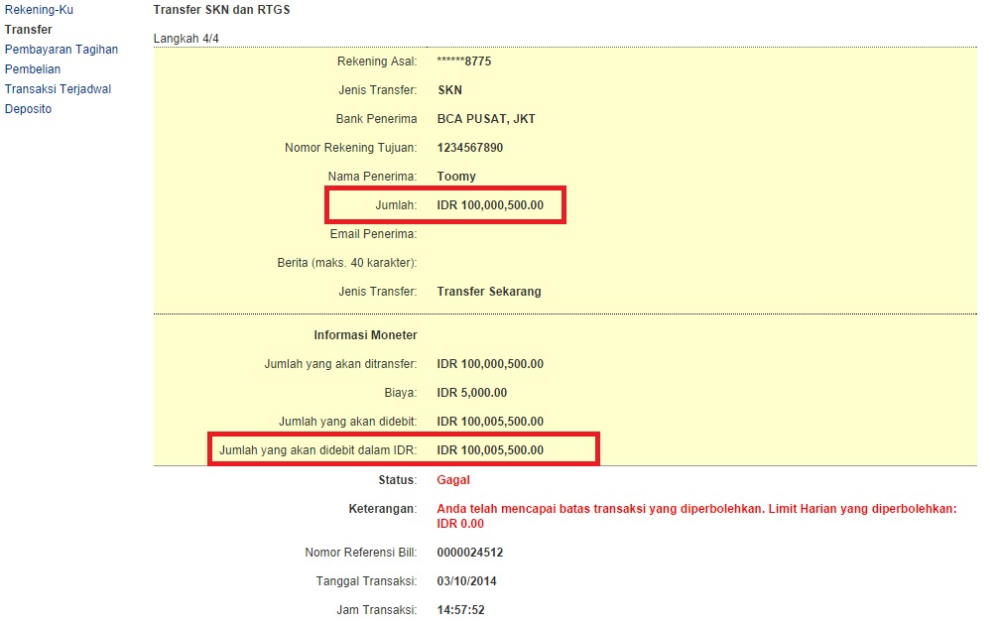 Rekening-Ku
Transfer
Pembayaran Tagihan
Pembelian
Transaksi Terjadwal
Deposito
Transfer SKN dan RTGS
Langkah 4/4
Rekening Asal: ******8775
Jenis Transfer: SKN
Bank Penerima BCA PUSAT, JKT
Nomor Rekening Tujuan: 1234567890
Nama Penerima: Toomy
Jumlah: IDR 100,000,500.00
Email Penerima:
Berita (maks. 40 karakter):
Jenis Transfer: Transfer Sekarang
Informasi Moneter
Jumlah yang akan ditransfer: IDR 100,000,500.00
Biaya: IDR 5,000.00
Jumlah yang akan didebit: IDR 100,005,500.00
Jumlah yang akan didebit dalam IDR: IDR 100,005,500.00
Status: Gagal
Keterangan: Anda telah mencapai batas transaksi yang diperbolehkan. Limit Harian yang diperbolehkan:
IDR 0.00
Nomor Referensi Bill: 0000024512
Tanggal Transaksi: 03/10/2014
Jam Transaksi: 14:57:52